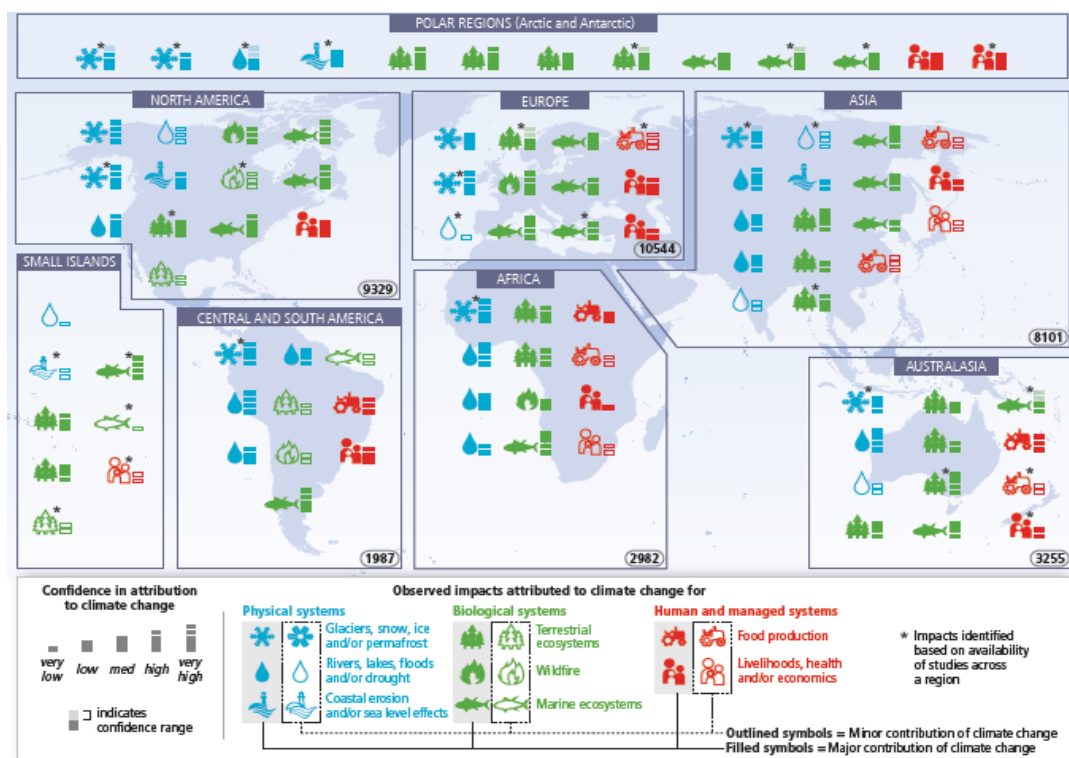 POLAR REGIONS (Arctic and Antarctic)
NORTH AMERICA
EUROPE
ASIA
10544
SMALL ISLANDS
9329
AFRICA
CENTRAL AND SOUTH AMERICA
8101
AUSTRALASIA
1987
2982
3255
Confidence in attribution
to climate change
very low
low
med
high
very high
indicates
confidence range
Observed impacts attributed to climate change for
Physical systems
Glaciers, snow, ice
and/or permafrost
Rivers, lakes, floods
and/or drought
Coastal erosion
and/or sea level effects
Biological systems
Terrestrial
ecosystems
Wildfire
Marine ecosystems
Human and managed systems
Food production
Livelihoods, health
and/or economics
* Impacts identified
based on availability
of studies across
a region
Outlined symbols = Minor contribution of climate change
Filled symbols = Major contribution of climate change